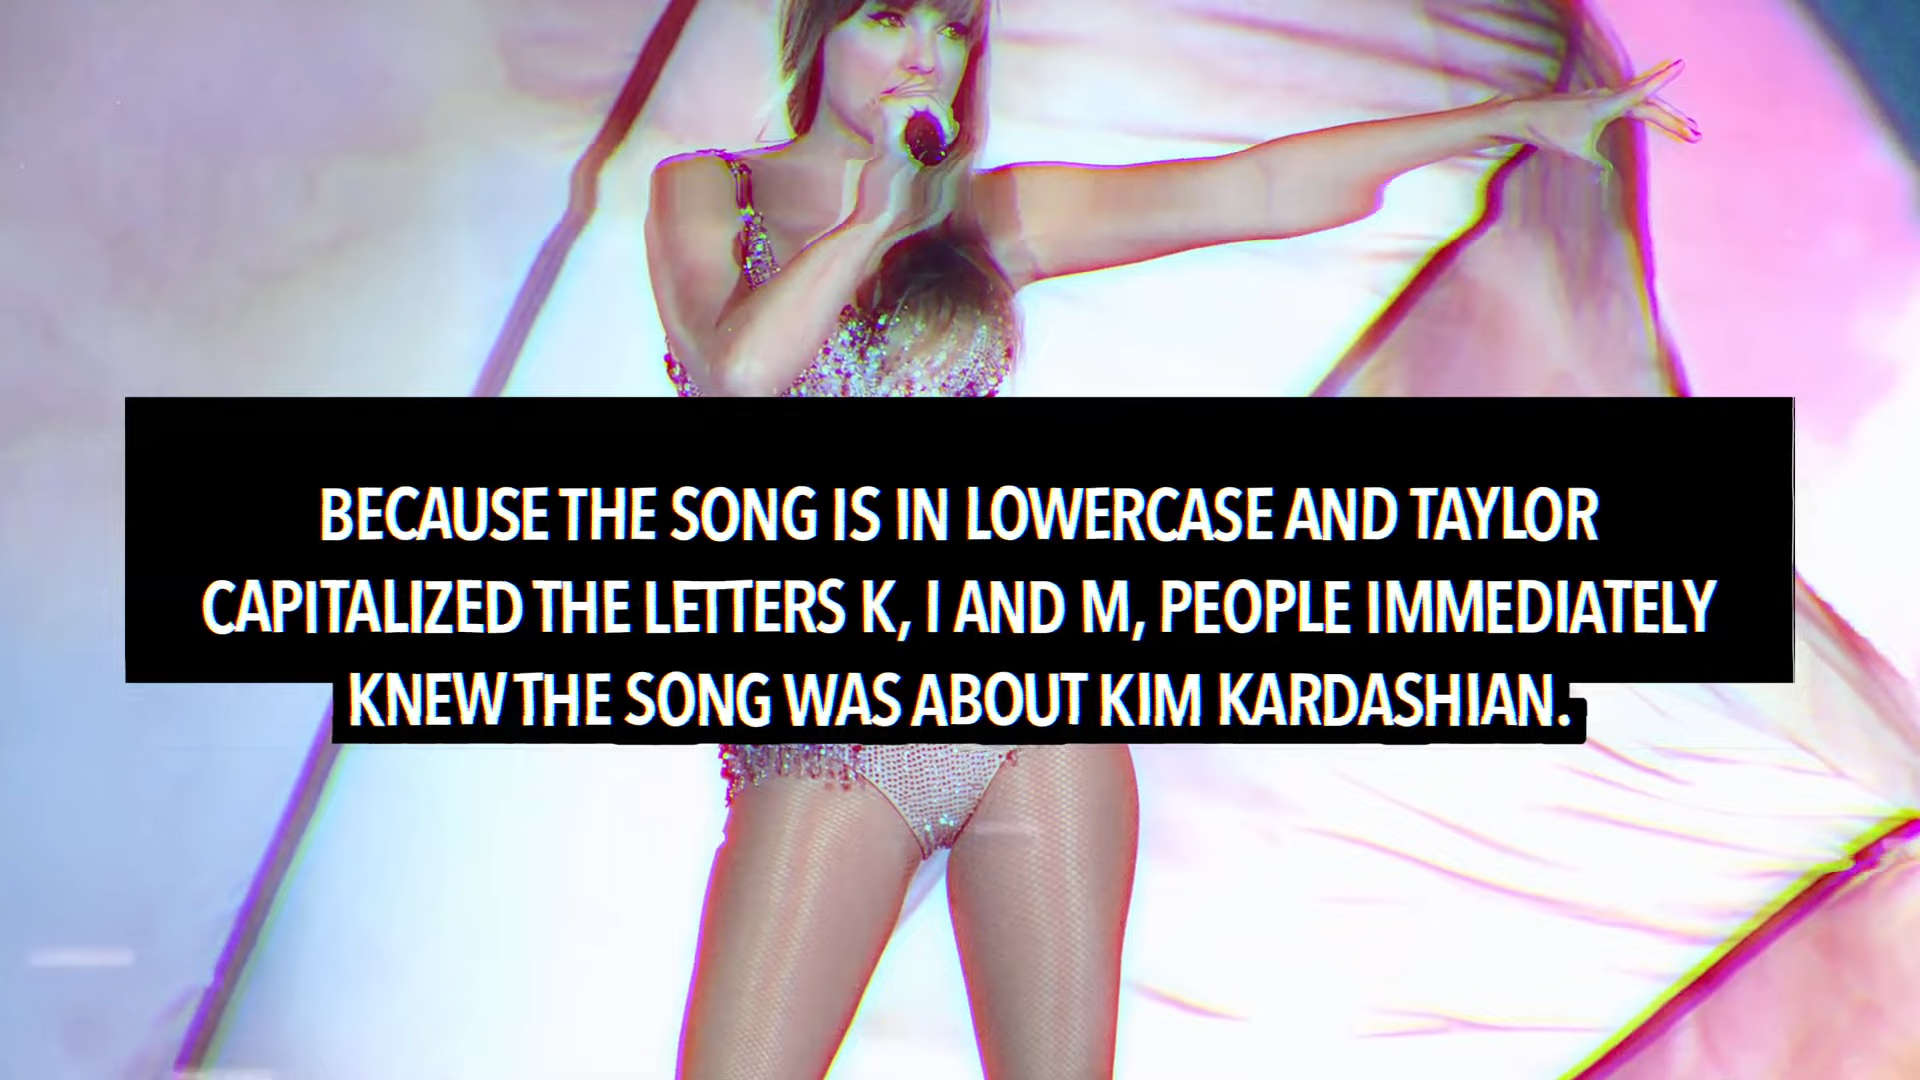 BECAUSE THE SONG IS IN LOWERCASE AND TAYLOR
CAPITALIZED THE LETTERS K, I AND M, PEOPLE IMMEDIATELY
KNEW THE SONG WAS ABOUT KIM KARDASHIAN.